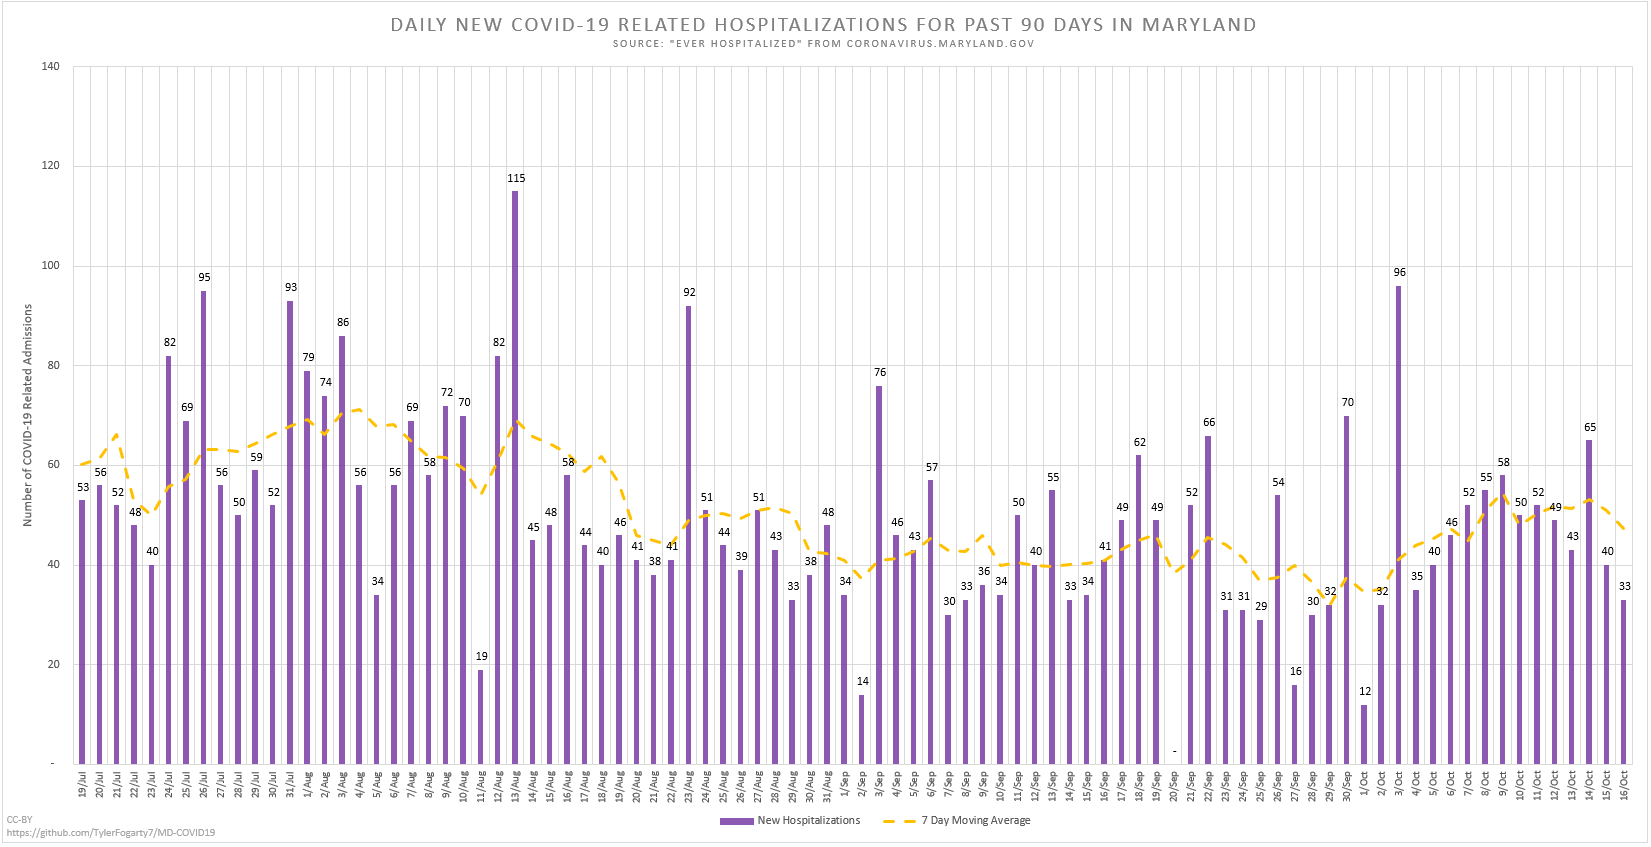 DAILY NEW COVID-19 RELATED HOSPITALIZATIONS FOR PAST 90 DAYS IN MARYLAND
SOURCE: "EVER HOSPITALIZED" FROM CORONAVIRUS.MARYLAND.GOV
Number of COVID-19 Related Admissions
140
120
100
80
60
40
20
-
53 56 52 48 40 82 69 95 56 50 59 52 93 79 74 86 56 34 56 69 58 72 70 19 82 115 45 48 58 44 40 46 41 38 41 92 51 44 39 51 43 33 38 48 34 14 76 46 43 57 30 33 36 34 50 40 55 33 34 41 49 62 49 - 52 66 31 31 29 54 16 30 32 70 12 32 96 35 40 46 52 55 58 50 52 49 43 65 40 33
19/Jul 20/Jul 21/Jul 22/Jul 23/Jul 24/Jul 25/Jul 26/Jul 27/Jul 28/Jul 29/Jul 30/Jul 31/Jul 1/Aug 2/Aug 3/Aug 4/Aug 5/Aug 6/Aug 7/Aug 8/Aug 9/Aug 10/Aug 11/Aug 12/Aug 13/Aug 14/Aug 15/Aug 16/Aug 17/Aug 18/Aug 19/Aug 20/Aug 21/Aug 22/Aug 23/Aug 24/Aug 25/Aug 26/Aug 27/Aug 28/Aug 29/Aug 30/Aug 31/Aug 1/Sep 2/Sep 3/Sep 4/Sep 5/Sep 6/Sep 7/Sep 8/Sep 9/Sep 10/Sep 11/Sep 12/Sep 13/Sep 14/Sep 15/Sep 16/Sep 17/Sep 18/Sep 19/Sep 20/Sep 21/Sep 22/Sep 23/Sep 24/Sep 25/Sep 26/Sep 27/Sep 28/Sep 29/Sep 30/Sep 1/Oct 2/Oct 3/Oct 4/Oct 5/Oct 6/Oct 7/Oct 8/Oct 9/Oct 10/Oct 11/Oct 12/Oct 13/Oct 14/Oct 15/Oct 16/Oct
New Hospitalizations 7 Day Moving Average
CC-BY
https://github.com/TylerFogarty7/MD-COVID19